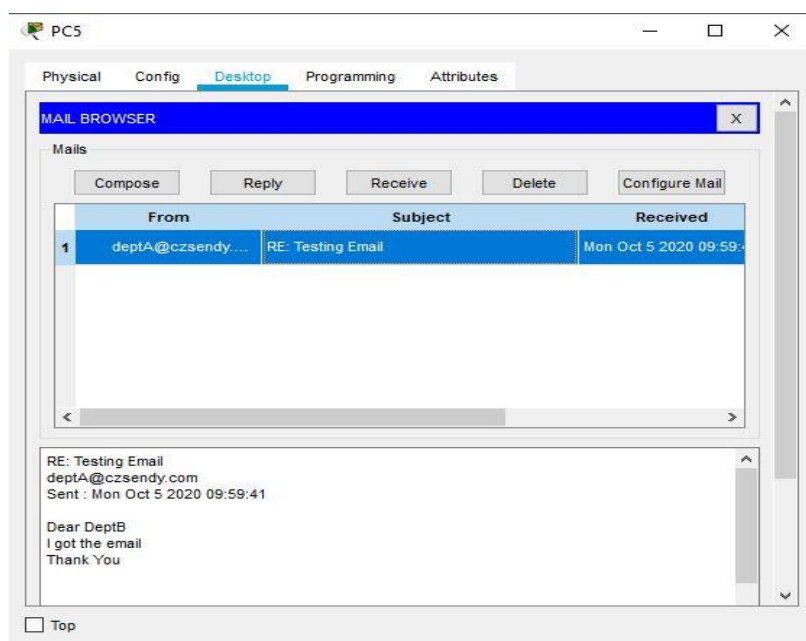 PC5
Physical Config Desktop Programming Attributes
MAIL BROWSER X
Mails
Compose Reply Receive Delete Configure Mail
From Subject Received
1 deptA@czsendy.... RE: Testing Email Mon Oct 5 2020 09:59:
RE: Testing Email
deptA@czsendy.com
Sent : Mon Oct 5 2020 09:59:41
Dear DeptB
I got the email
Thank You
Top